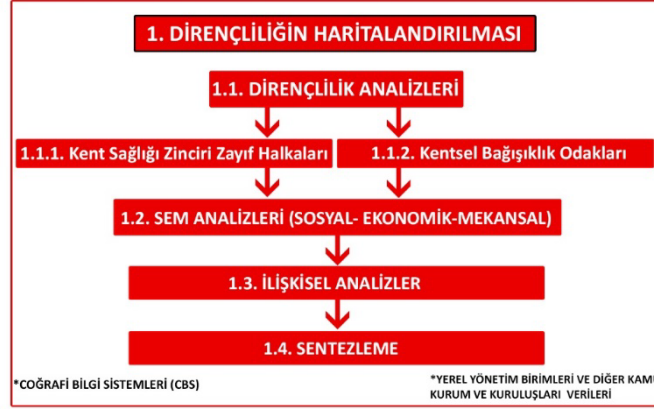 1. DİRENÇLİLİĞİN HARİTALANDIRILMASI
1.1. DİRENÇLİLİK ANALİZLERİ
1.1.1. Kent Sağlığı Zinciri Zayıf Halkaları
1.1.2. Kentsel Bağışıklık Odakları
1.2. SEM ANALİZLERİ (SOSYAL- EKONOMİK-MEKANSAL)
1.3. İLİŞKİSEL ANALİZLER
1.4. SENTEZLEME
*COĞRAFİ BİLGİ SİSTEMLERİ (CBS)
*YEREL YÖNETİM BİRİMLERİ VE DİĞER KAMU
KURUM VE KURULUŞLARI VERİLERİ